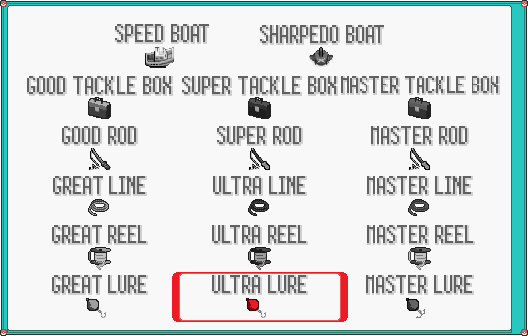 SPEED BOAT SHARPEDO BOAT
GOOD TACKLE BOX SUPER TACKLE BOX MASTER TACKLE BOX
GOOD ROD SUPER ROD MASTER ROD
GREAT LINE ULTRA LINE MASTER LINE
GREAT REEL ULTRA REEL MASTER REEL
GREAT LURE ULTRA LURE MASTER LURE